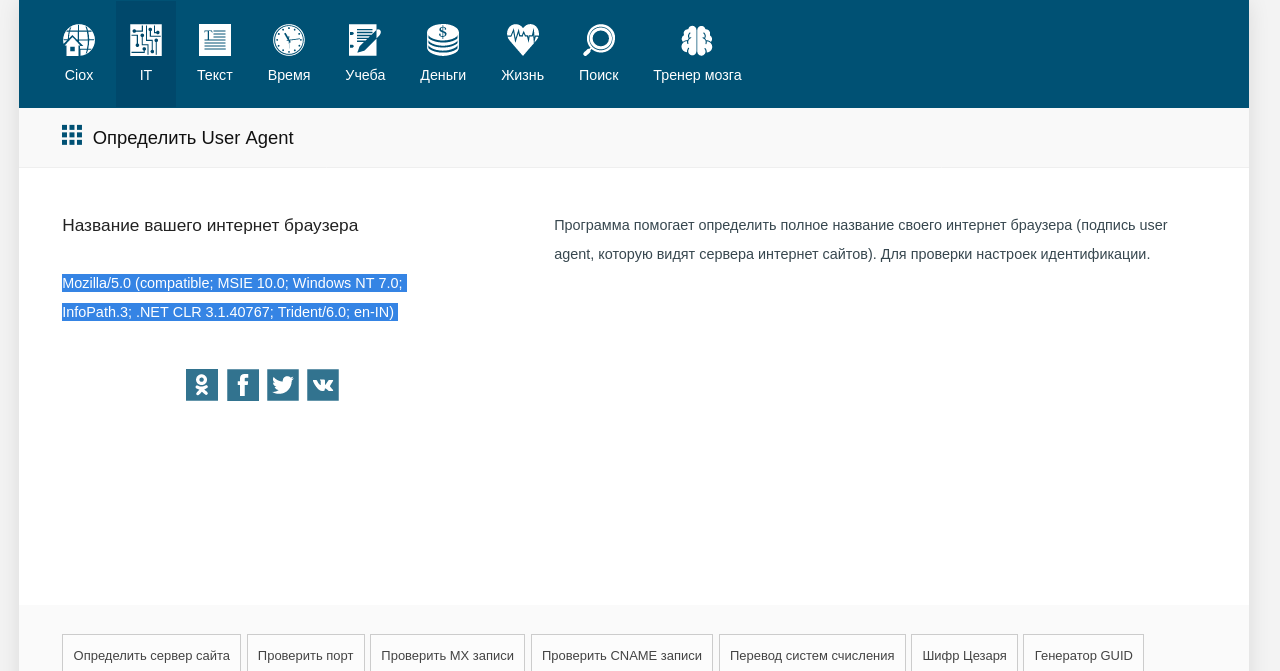 Ciox
IT
Текст
Время
Учеба
Деньги
Жизнь
Поиск
Тренер мозга
Определить User Agent
Название вашего интернет браузера
Mozilla/5.0 (compatible; MSIE 10.0; Windows NT 7.0;
InfoPath.3; .NET CLR 3.1.40767; Trident/6.0; en-IN)
Программа помогает определить полное название своего интернет браузера (подпись user
agent, которую видят сервера интернет сайтов). Для проверки настроек идентификации.
Определить сервер сайта
Проверить порт
Проверить MX записи
Проверить CNAME записи
Перевод систем счисления
Шифр Цезаря
Генератор GUID